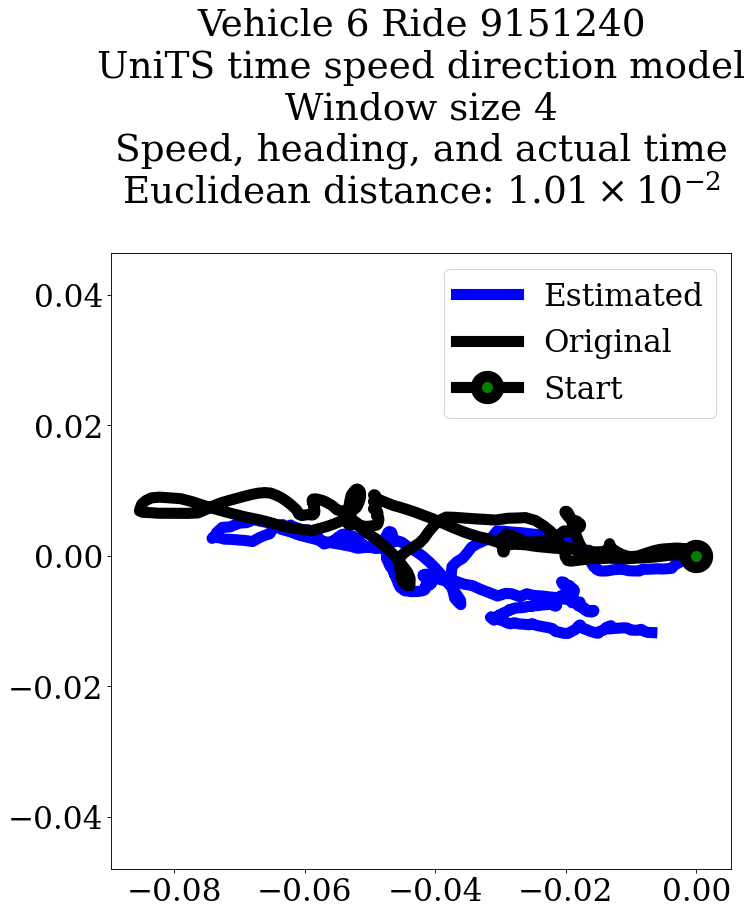 Vehicle 6 Ride 9151240
UniTS time speed direction model
Window size 4
Speed, heading, and actual time
Euclidean distance: 1.01 × 10⁻²
Estimated
Original
Start
0.04
0.02
0.00
−0.02
−0.04
−0.08
−0.06
−0.04
−0.02
0.00